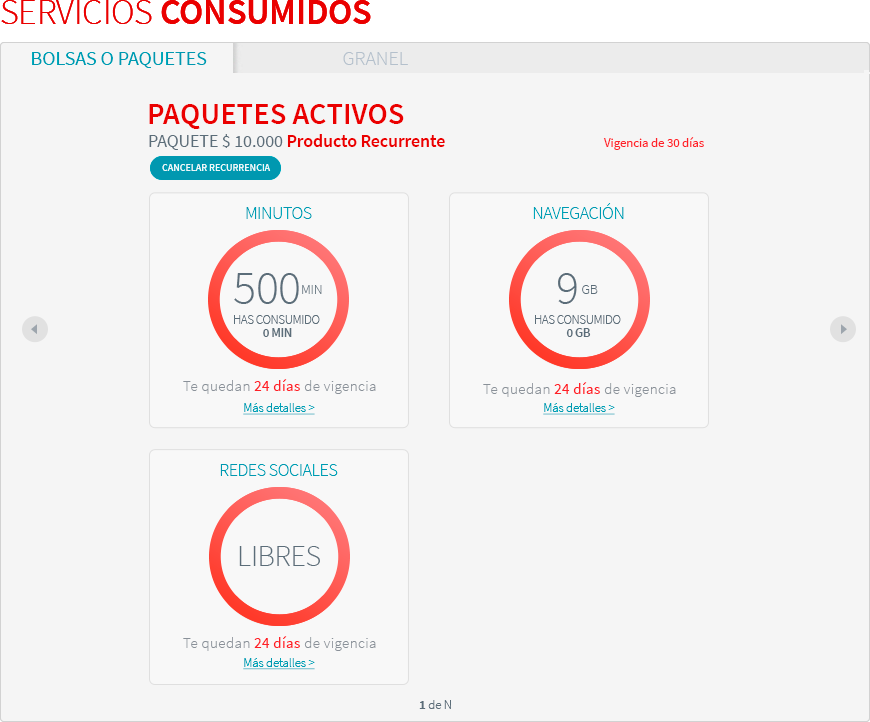 SERVICIOS CONSUMIDOS
BOLSAS O PAQUETES
GRANEL
PAQUETES ACTIVOS
PAQUETE $ 10.000 Producto Recurrente
Vigencia de 30 días
CANCELAR RECURRENCIA
MINUTOS
500 MIN
HAS CONSUMIDO
0 MIN
Te quedan 24 días de vigencia
Más detalles >
NAVEGACIÓN
9 GB
HAS CONSUMIDO
0 GB
Te quedan 24 días de vigencia
Más detalles >
REDES SOCIALES
LIBRES
Te quedan 24 días de vigencia
Más detalles >
1 de N